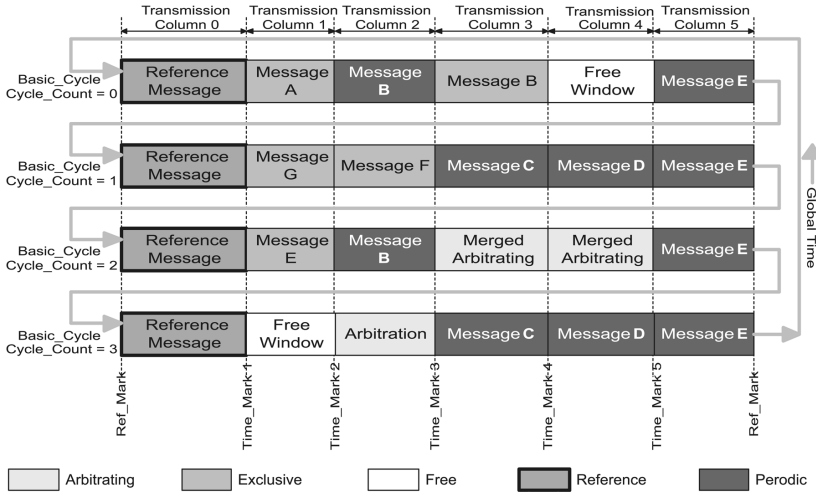 Transmission Transmission Transmission Transmission Transmission Transmission
Column 0 Column 1 Column 2 Column 3 Column 4 Column 5
Basic_Cycle
Cycle_Count = 0
Reference
Message
Message
A
Message
B
Message B
Free
Window
Message E
Basic_Cycle
Cycle_Count = 1
Reference
Message
Message
G
Message F
Message C
Message D
Message E
Basic_Cycle
Cycle_Count = 2
Reference
Message
Message
E
Message
B
Merged
Arbitrating
Merged
Arbitrating
Message E
Basic_Cycle
Cycle_Count = 3
Reference
Message
Free
Window
Arbitration
Message C
Message D
Message E
Global Time
Ref_Mark
Time_Mark 1
Time_Mark 2
Time_Mark 3
Time_Mark 4
Time_Mark 5
Ref_Mark
Arbitrating
Exclusive
Free
Reference
Perodic